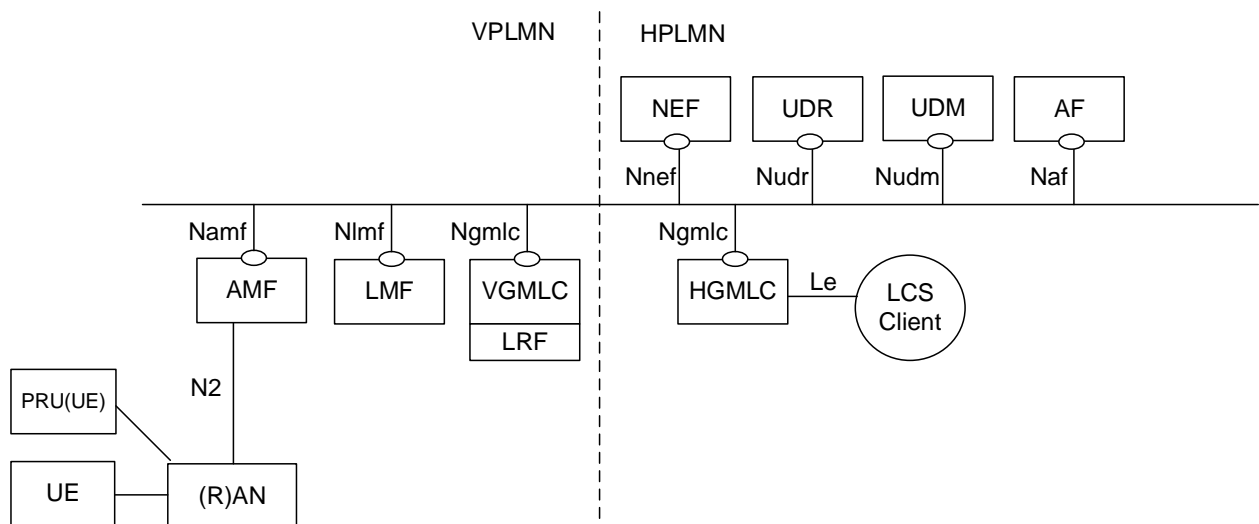 VPLMN
HPLMN
NEF
UDR
UDM
AF
Nnef
Nudr
Nudm
Naf
Namf
Nlmf
Ngmlc
Ngmlc
AMF
LMF
VGMLC
HGMLC
Le
LCS
Client
LRF
N2
PRU(UE)
UE
(R)AN